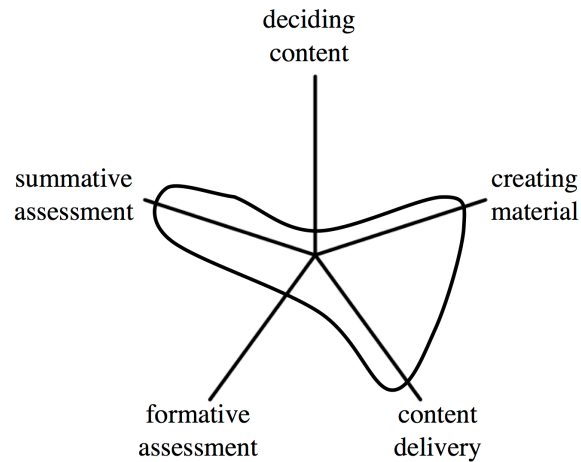 deciding
content
summative
assessment
creating
material
formative
assessment
content
delivery